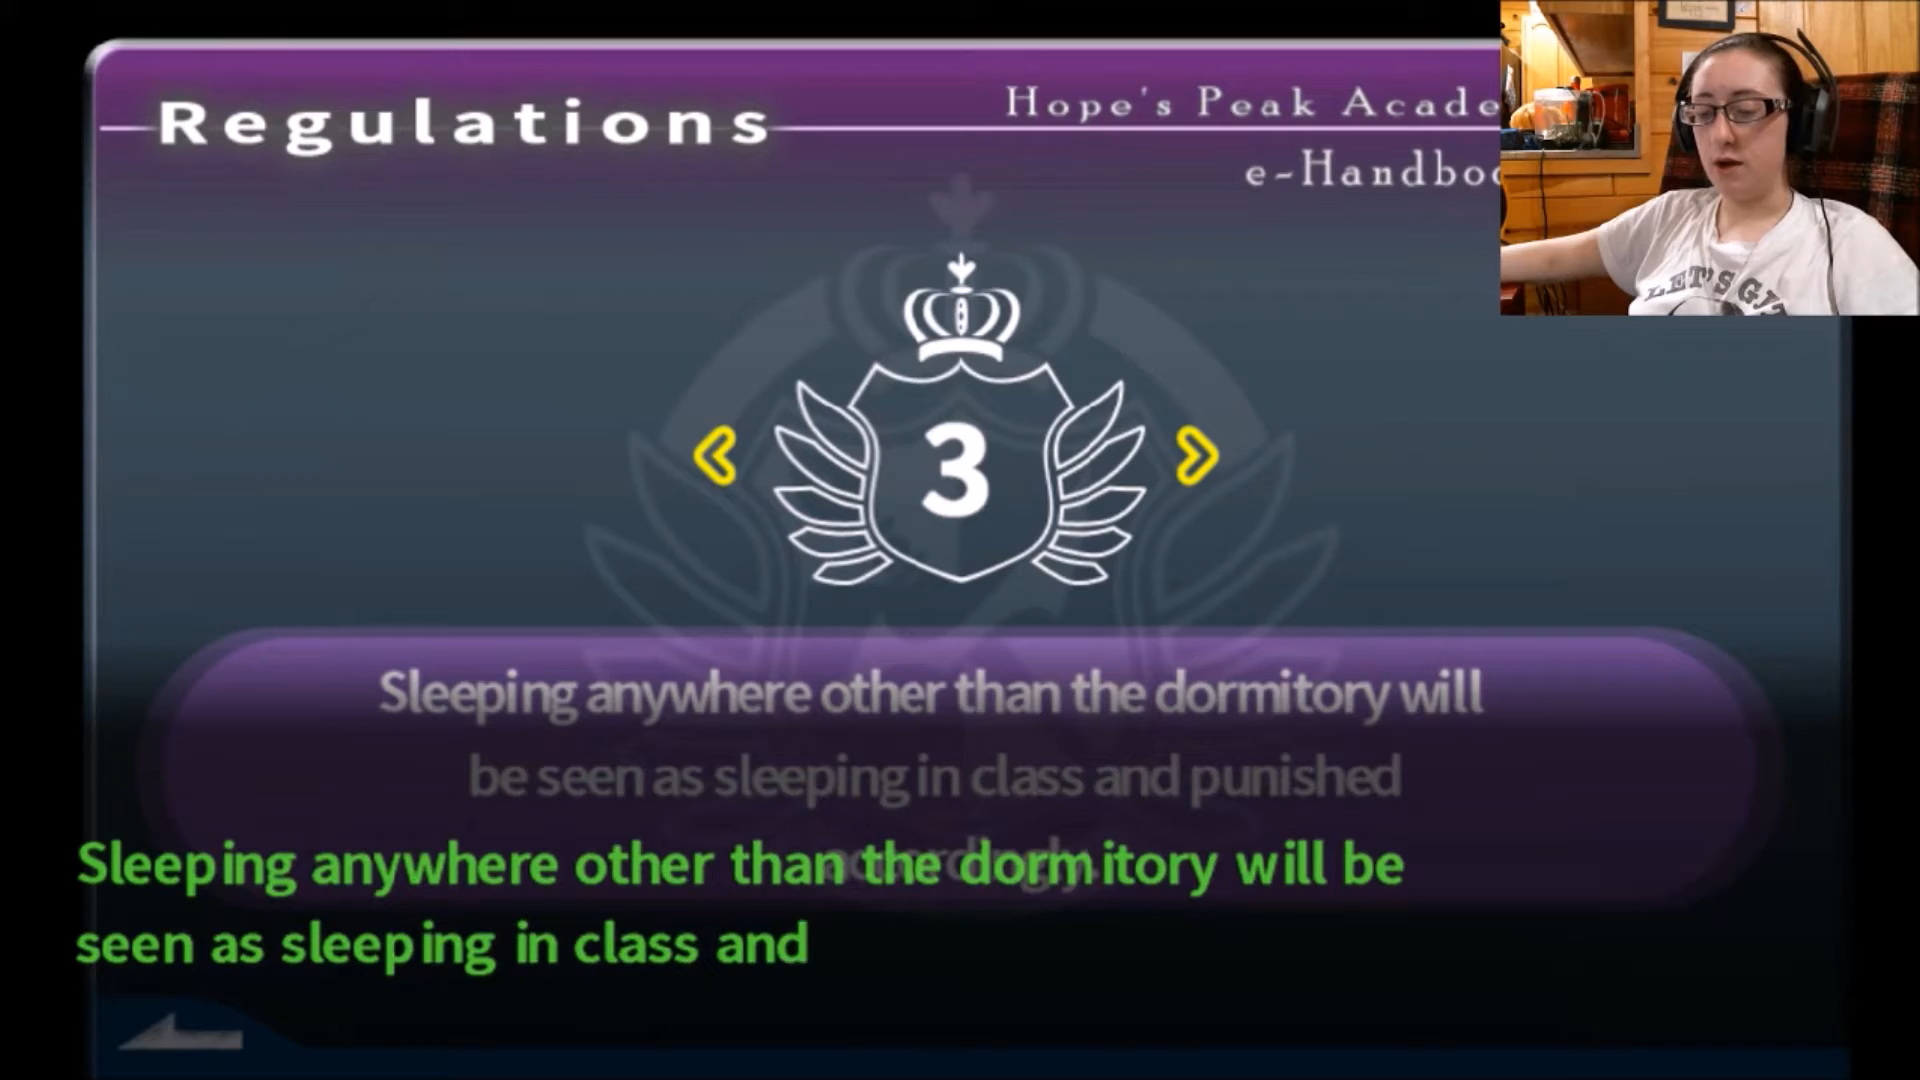 Regulations
Hope's Peak Acade
e-Handboo
3
Sleeping anywhere other than the dormitory will
be seen as sleeping in class and punished
accordingly.
Sleeping anywhere other than the dormitory will be
seen as sleeping in class and
LET'S